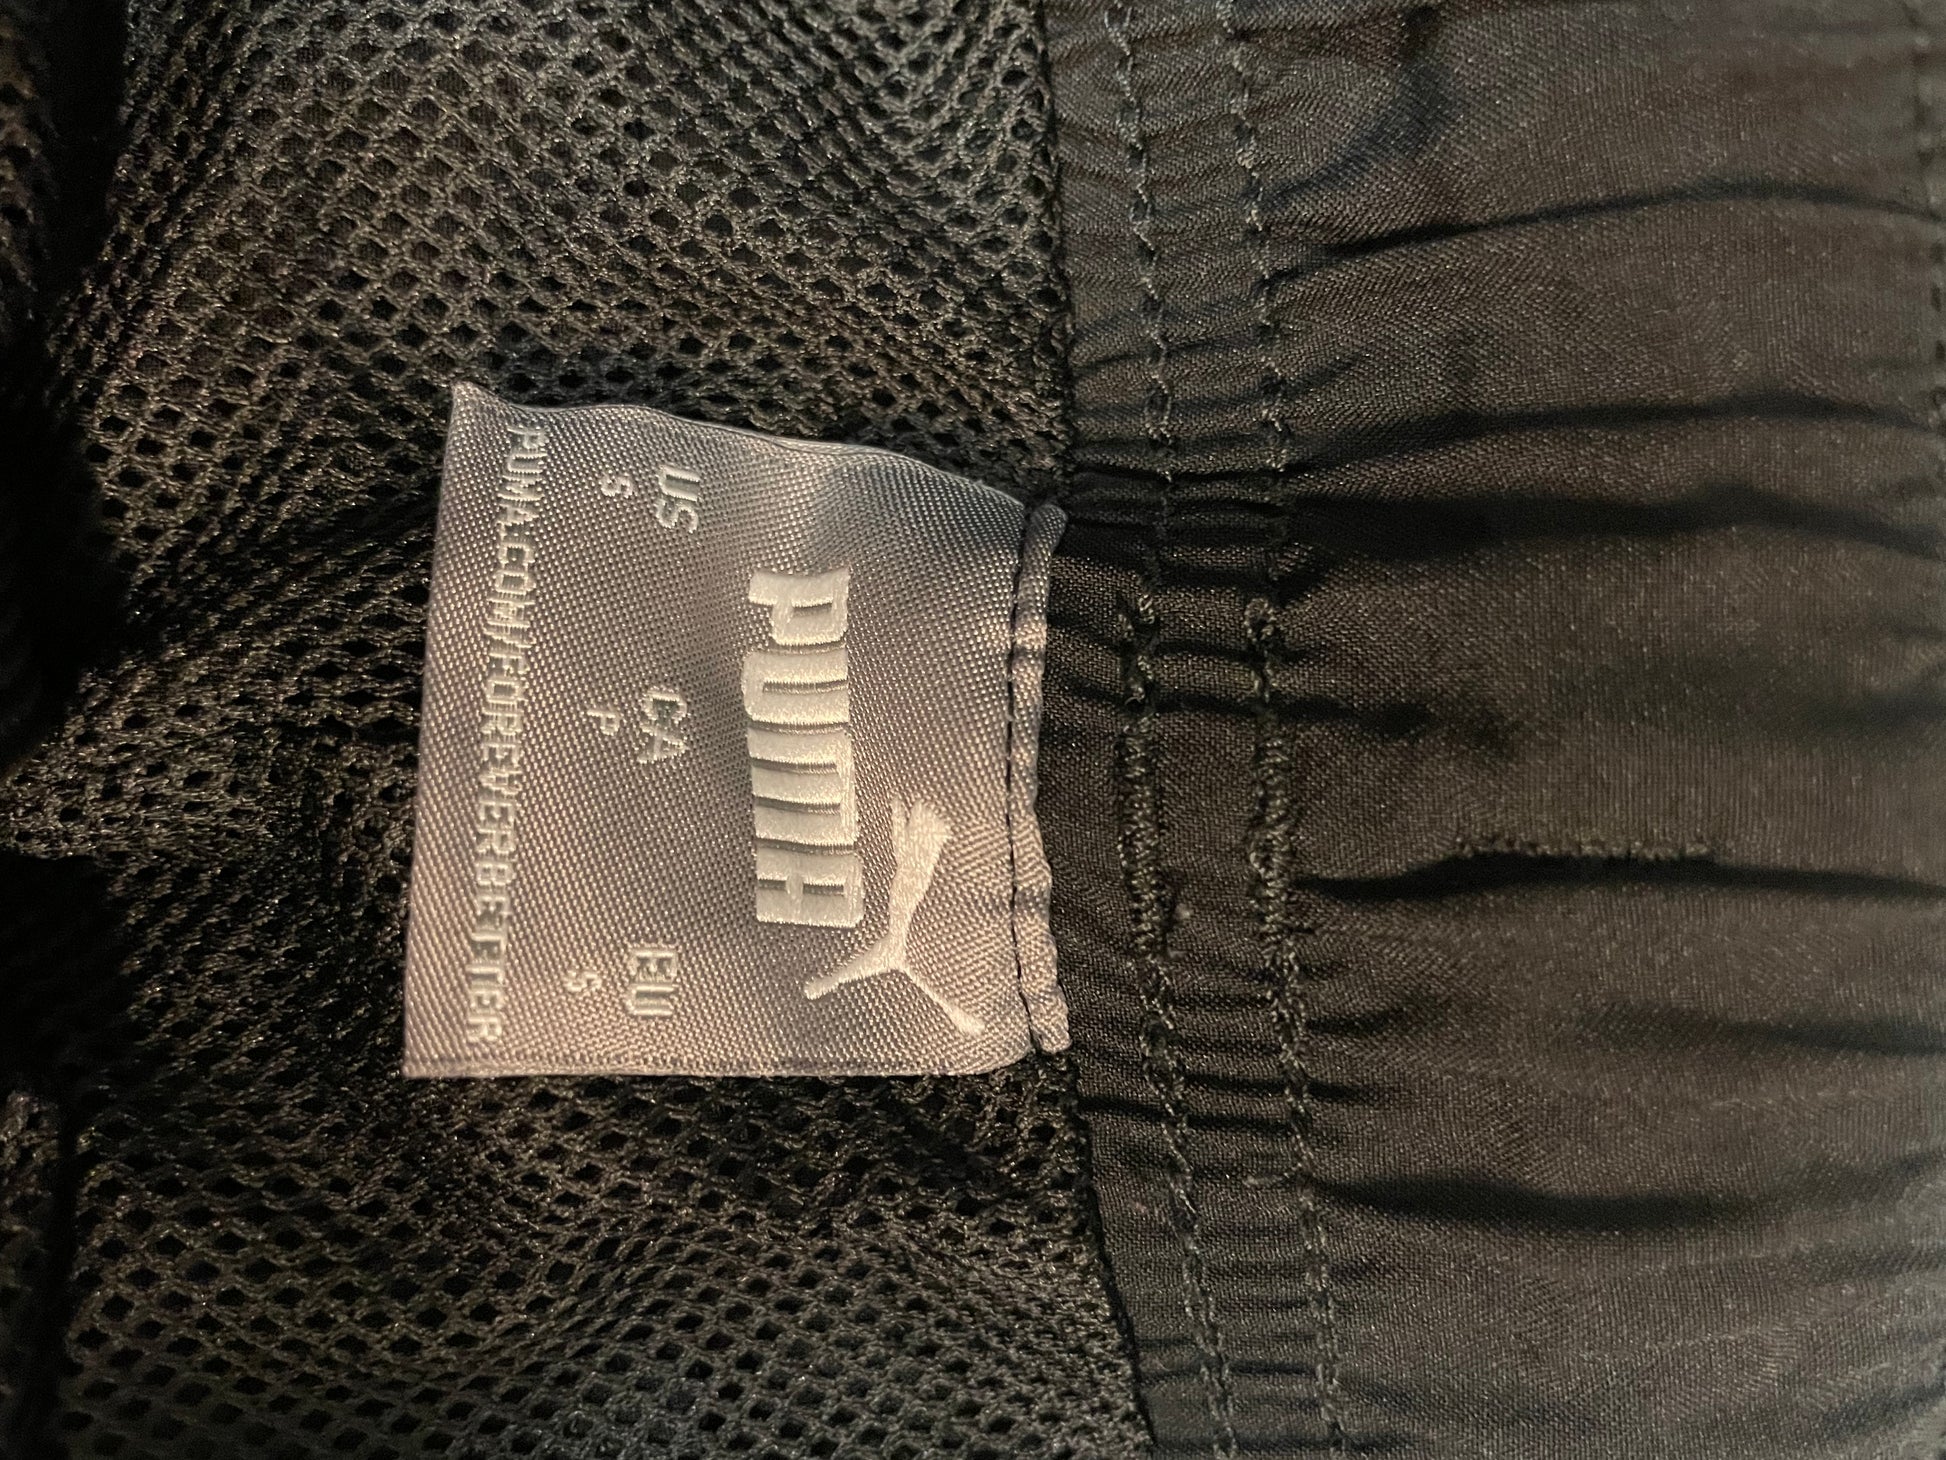 PUMA
US CA EU
S P S
PUMA.COM/FOREVERBETTER